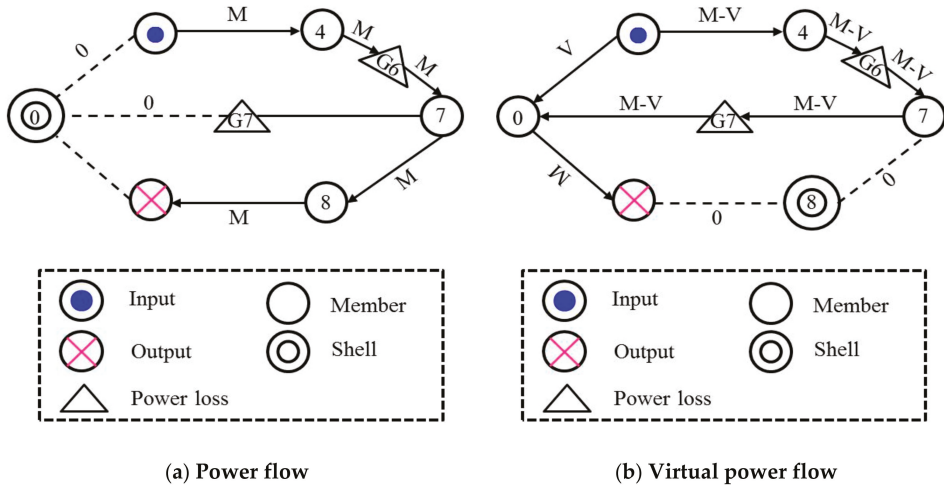 M
4
M
G6
M
0
0
0
G7
7
M
8
M
M-V
4
M-V
G6
M-V
V
0
M-V
G7
M-V
7
M
0
8
0
Input
Member
Output
Shell
Power loss
Input
Member
Output
Shell
Power loss
(a) Power flow
(b) Virtual power flow